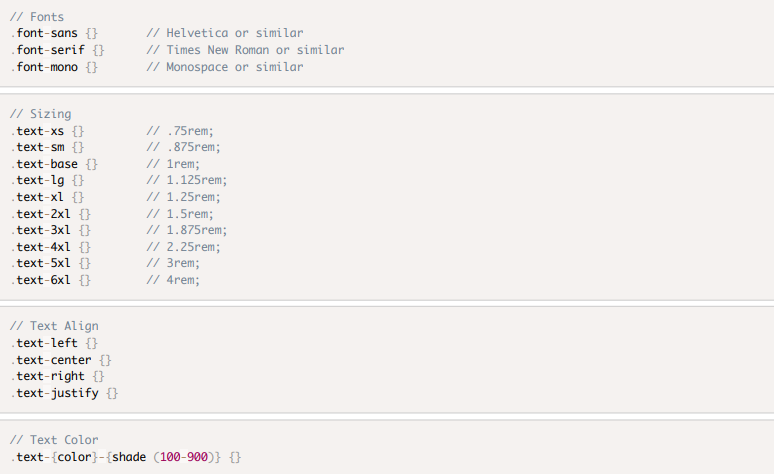 // Fonts
.font-sans {} // Helvetica or similar
.font-serif {} // Times New Roman or similar
.font-mono {} // Monospace or similar
// Sizing
.text-xs {} // .75rem;
.text-sm {} // .875rem;
.text-base {} // 1rem;
.text-lg {} // 1.125rem;
.text-xl {} // 1.25rem;
.text-2xl {} // 1.5rem;
.text-3xl {} // 1.875rem;
.text-4xl {} // 2.25rem;
.text-5xl {} // 3rem;
.text-6xl {} // 4rem;
// Text Align
.text-left {}
.text-center {}
.text-right {}
.text-justify {}
// Text Color
.text-{color}-{shade (100-900)} {}